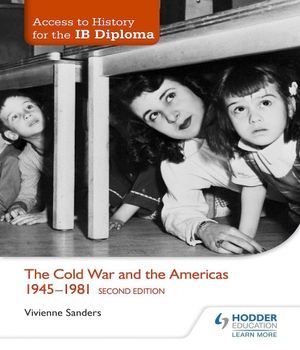 Access to History
for the IB Diploma
The Cold War and the Americas
1945–1981 SECOND EDITION
Vivienne Sanders
HODDER
EDUCATION
LEARN MORE